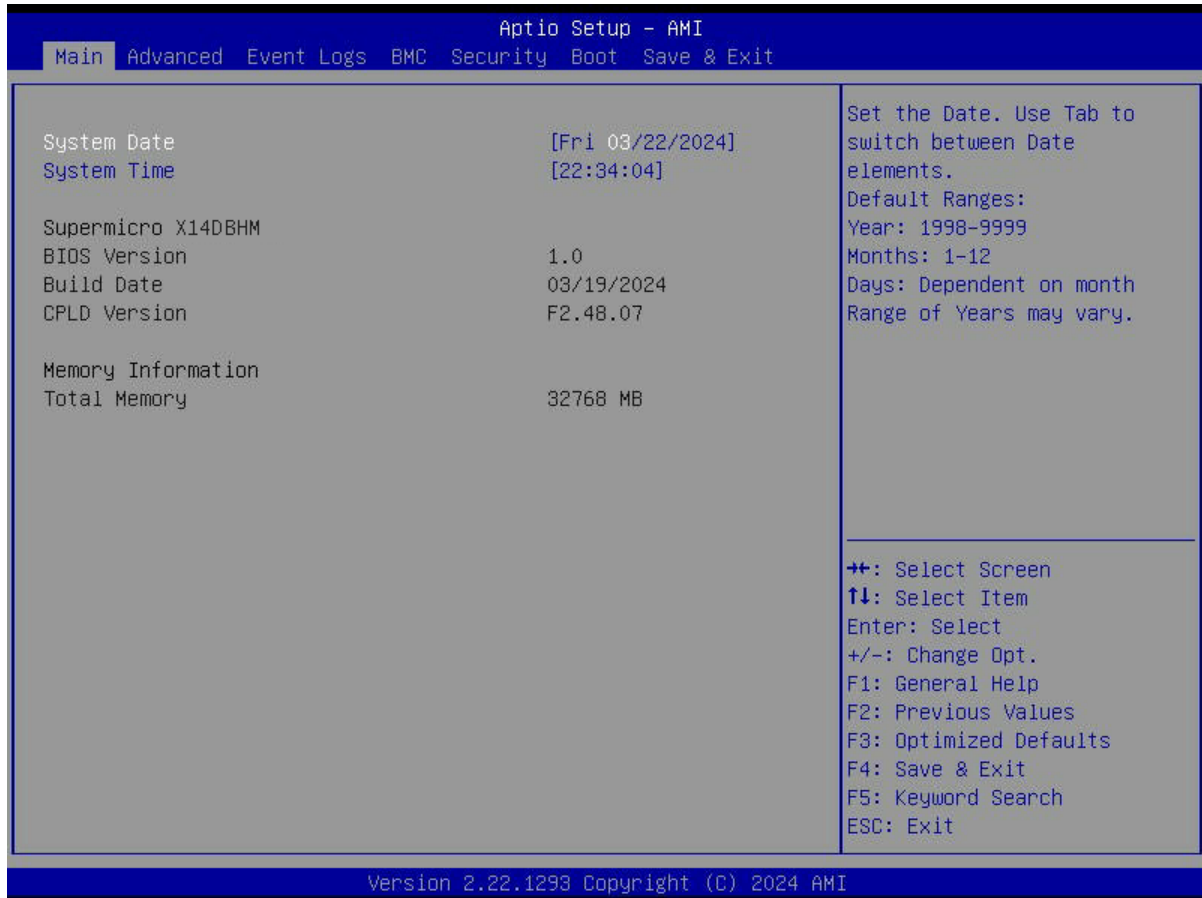 Aptio Setup – AMI
Main Advanced Event Logs BMC Security Boot Save & Exit
System Date [Fri 03/22/2024]
System Time [22:34:04]
Supermicro X14DBHM
BIOS Version 1.0
Build Date 03/19/2024
CPLD Version F2.48.07
Memory Information
Total Memory 32768 MB
Set the Date. Use Tab to
switch between Date
elements.
Default Ranges:
Year: 1998-9999
Months: 1-12
Days: Dependent on month
Range of Years may vary.
→←: Select Screen
↑↓: Select Item
Enter: Select
+/-: Change Opt.
F1: General Help
F2: Previous Values
F3: Optimized Defaults
F4: Save & Exit
F5: Keyword Search
ESC: Exit
Version 2.22.1293 Copyright (C) 2024 AMI